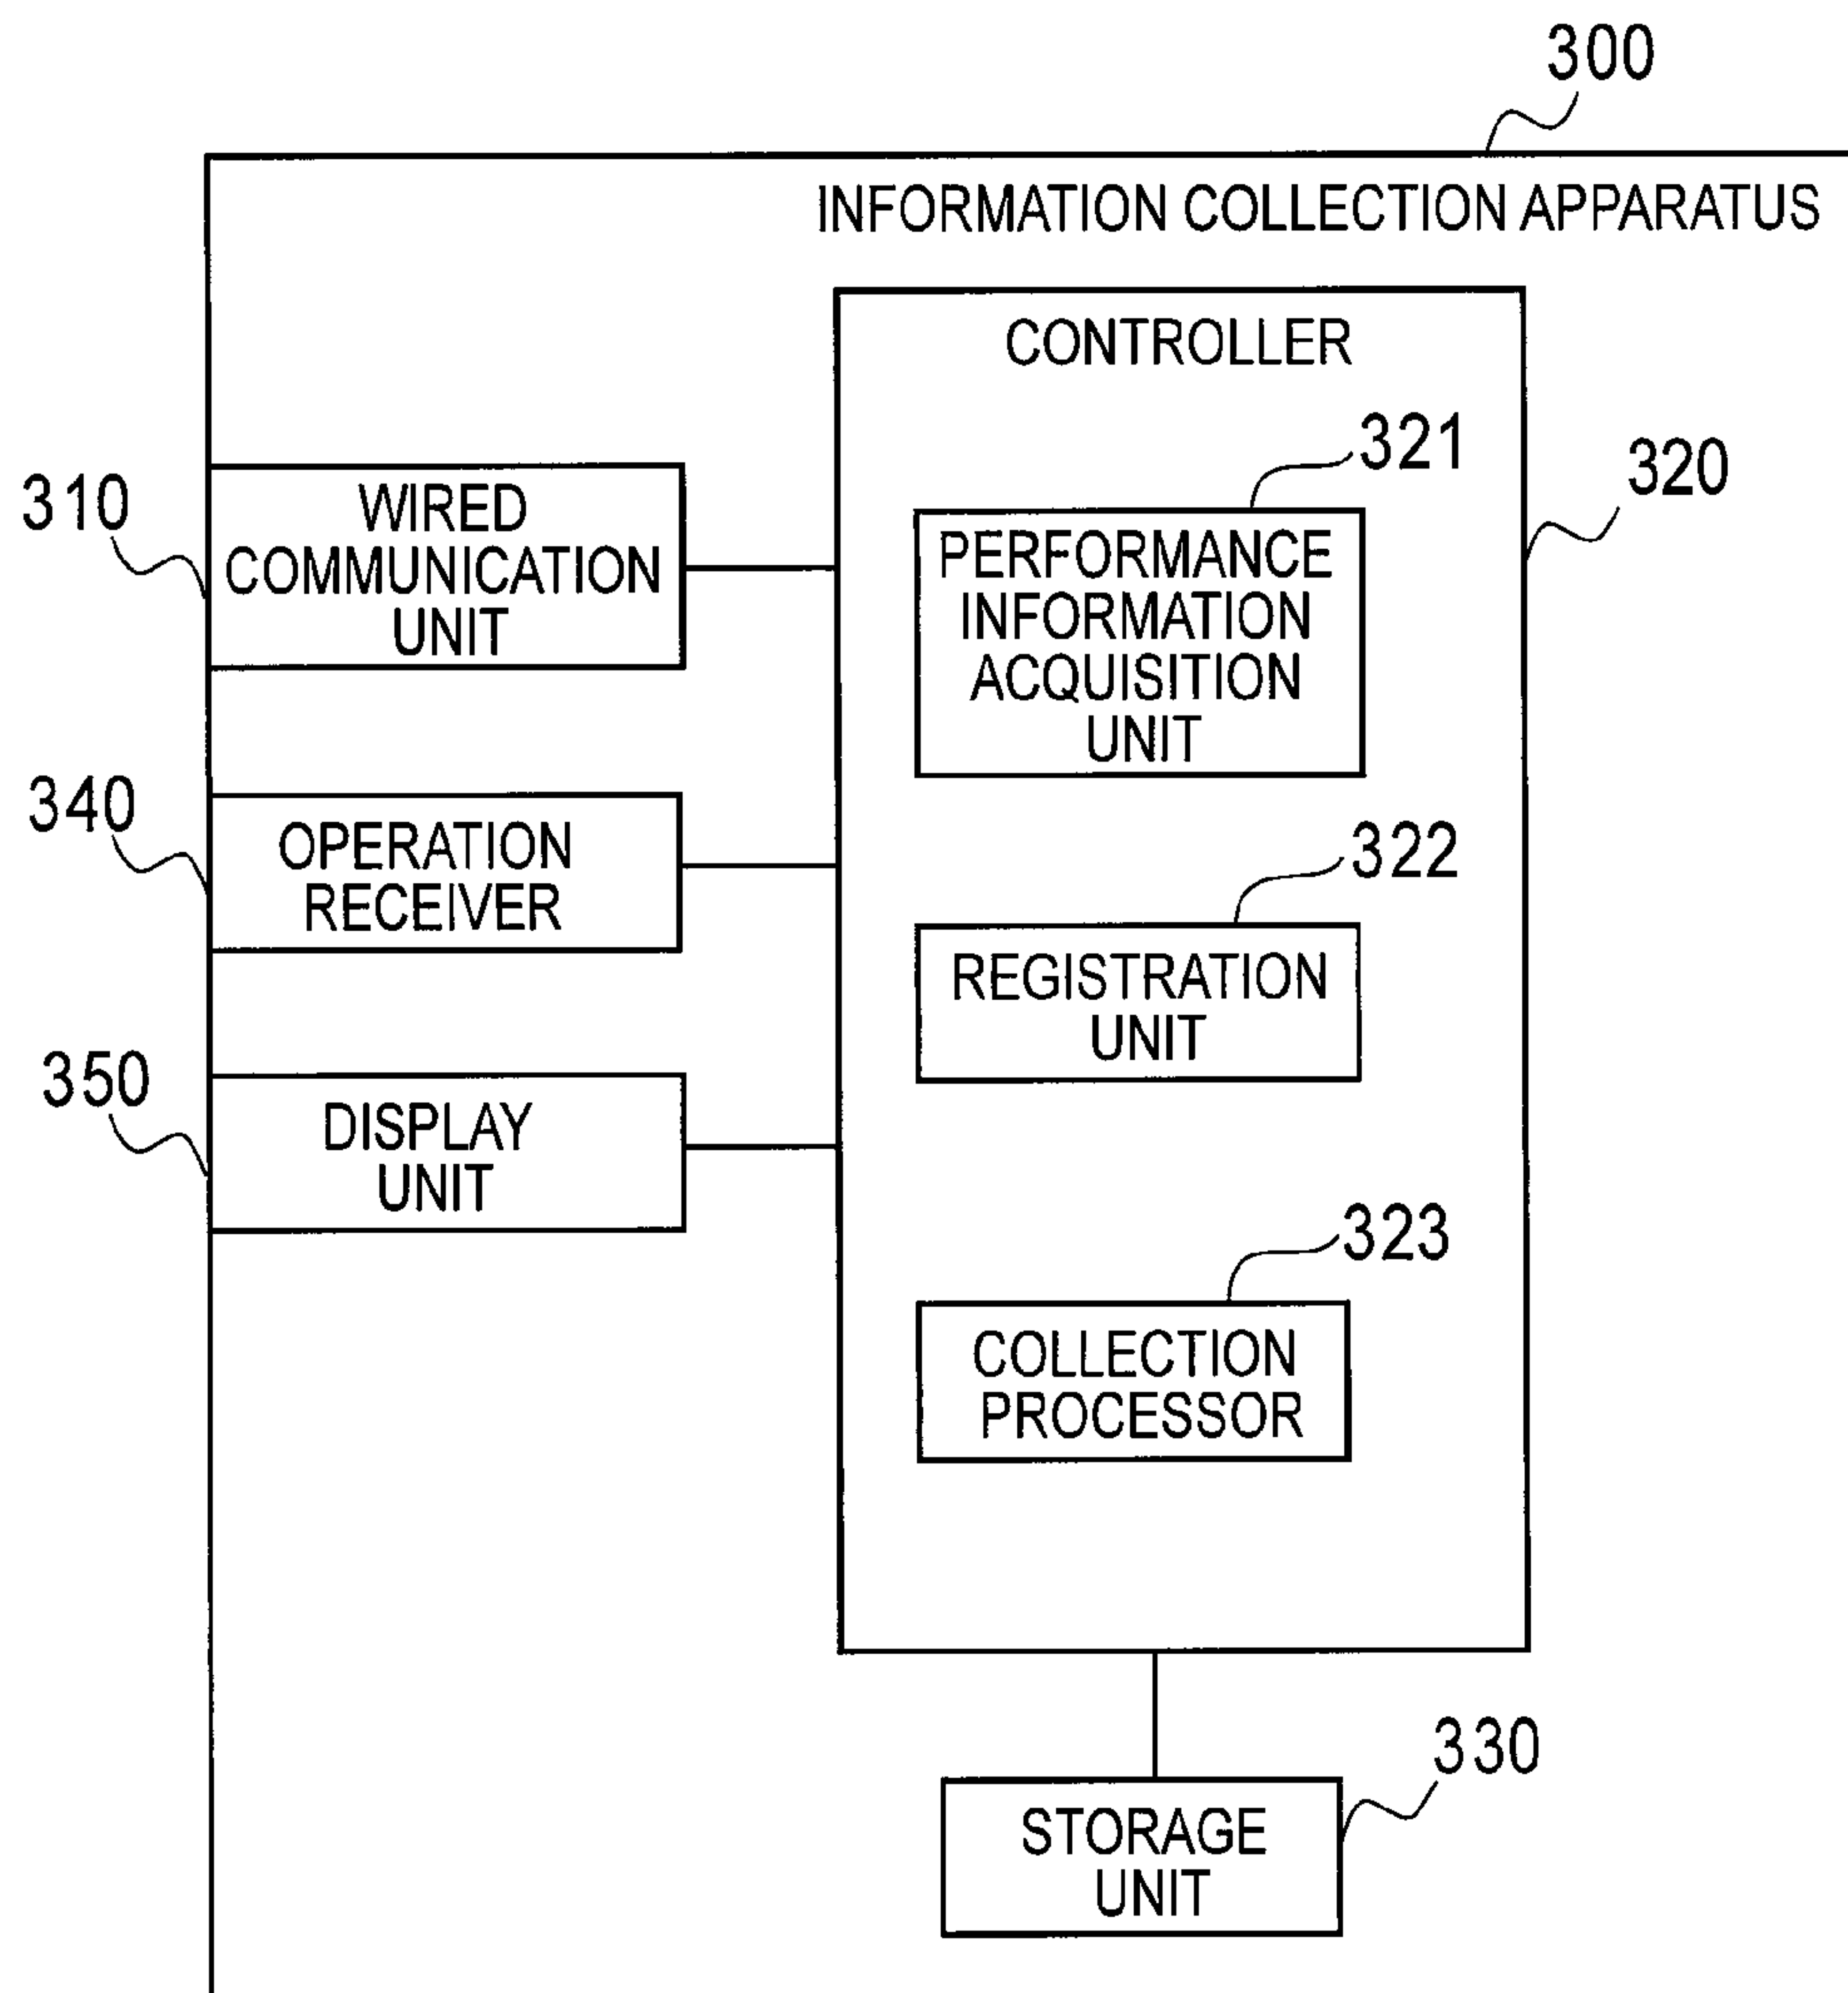 300
INFORMATION COLLECTION APPARATUS
CONTROLLER
321
320
310
WIRED
COMMUNICATION
UNIT
PERFORMANCE
INFORMATION
ACQUISITION
UNIT
340
OPERATION
RECEIVER
322
REGISTRATION
UNIT
350
DISPLAY
UNIT
323
COLLECTION
PROCESSOR
330
STORAGE
UNIT